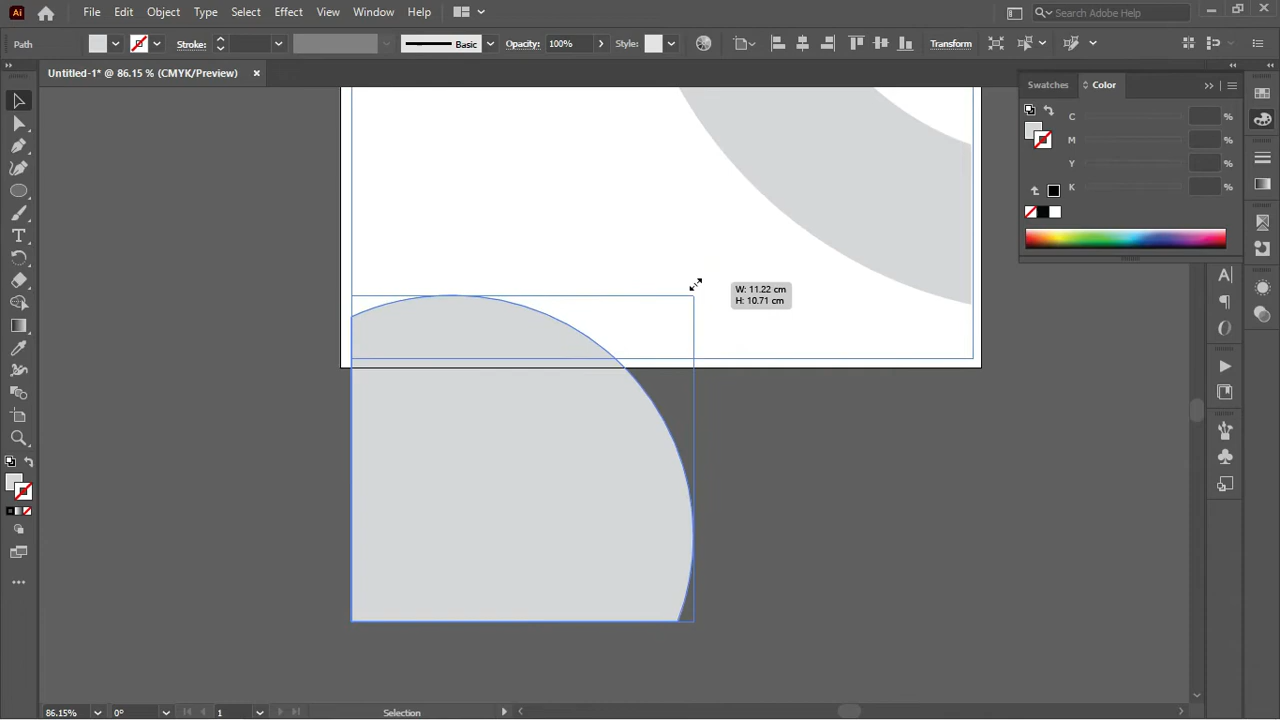 Ai File Edit Object Type Select Effect View Window Help Search Adobe Help
Path Stroke: Basic Opacity: 100% Style: Transform
Untitled-1* @ 86.15 % (CMYK/Preview)
Swatches Color
C %
M %
Y %
K %
W: 11.22 cm
H: 10.71 cm
86.15% 0° 1 Selection